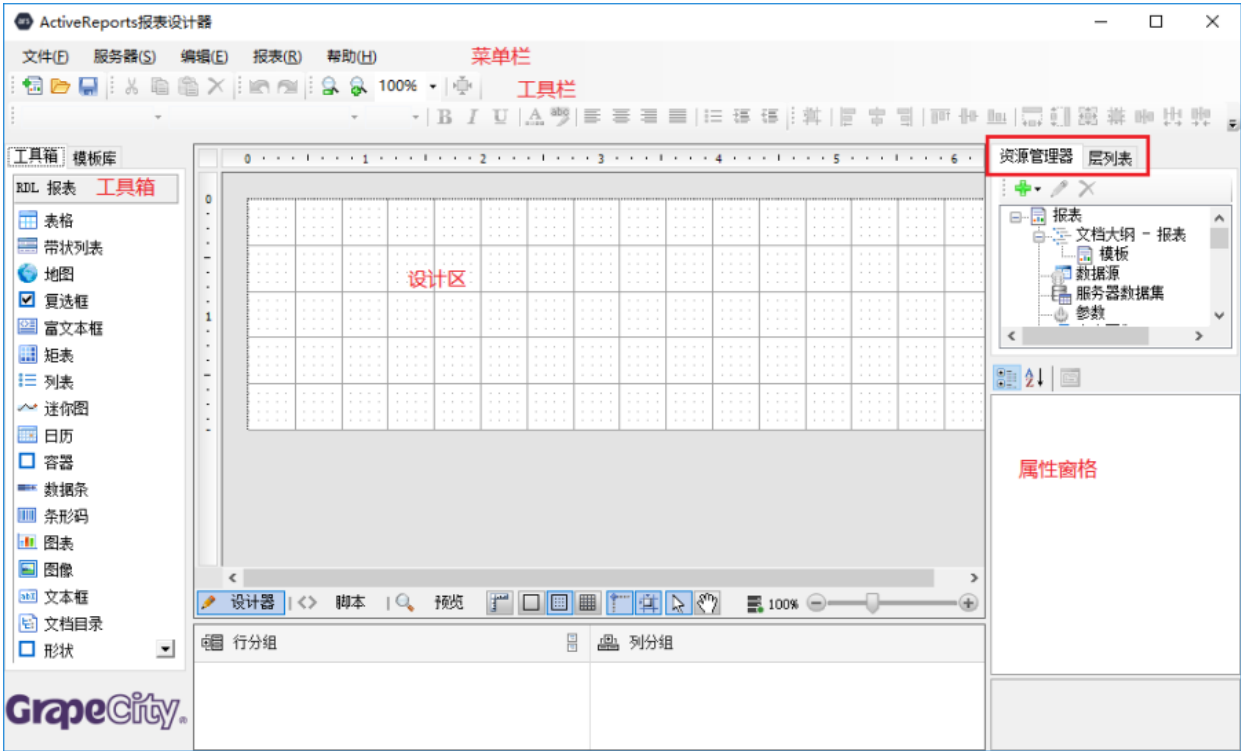 ActiveReports报表设计器
文件(F) 服务器(S) 编辑(E) 报表(R) 帮助(H) 菜单栏
100% 工具栏
B I U A abc
工具箱 模板库
RDL 报表 工具箱
表格
带状列表
地图
复选框
富文本框
矩表
列表
迷你图
日历
容器
数据条
条形码
图表
图像
文本框
文档目录
形状
GrapeCity®
0 1 2 3 4 5 6
0
1
设计区
设计器 脚本 预览 100%
行分组 列分组
资源管理器 层列表
报表
文档大纲 - 报表
模板
数据源
服务器数据集
参数
属性窗格